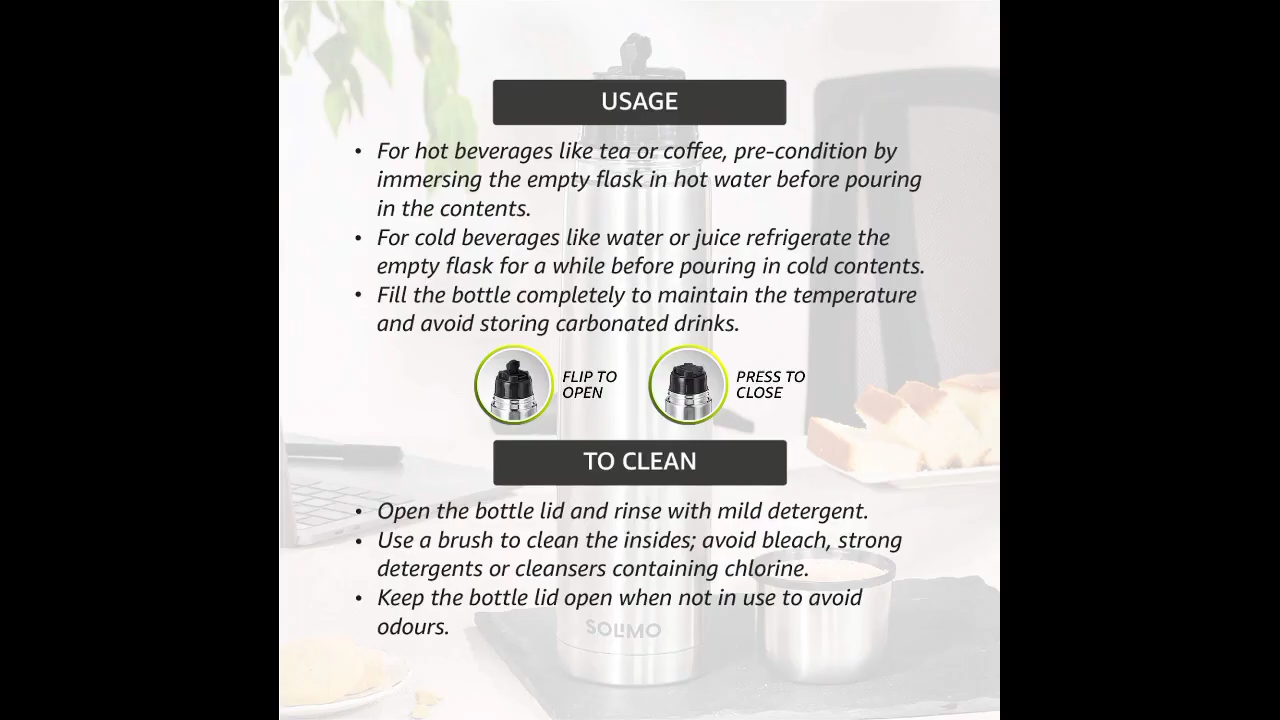 USAGE
• For hot beverages like tea or coffee, pre-condition by
immersing the empty flask in hot water before pouring
in the contents.
• For cold beverages like water or juice refrigerate the
empty flask for a while before pouring in cold contents.
• Fill the bottle completely to maintain the temperature
and avoid storing carbonated drinks.
FLIP TO
OPEN
PRESS TO
CLOSE
TO CLEAN
• Open the bottle lid and rinse with mild detergent.
• Use a brush to clean the insides; avoid bleach, strong
detergents or cleansers containing chlorine.
• Keep the bottle lid open when not in use to avoid
odours.
SOLIMO